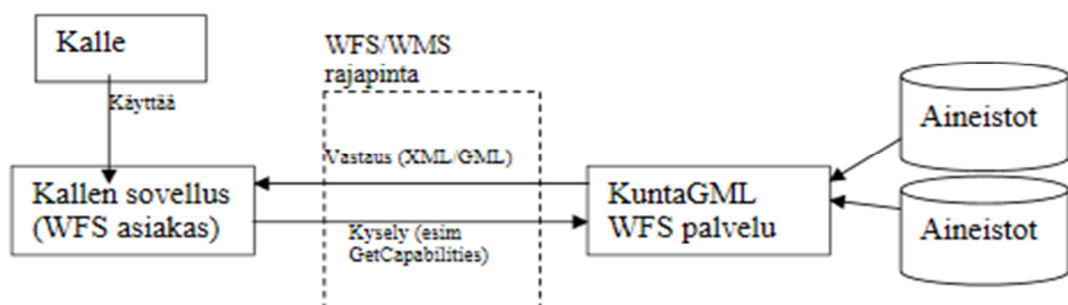 Kalle
WFS/WMS
rajapinta
Käyttää
Aineistot
Vastaus (XML/GML)
Kallen sovellus
(WFS asiakas)
KuntaGML
WFS palvelu
Kysely (esim
GetCapabilities)
Aineistot